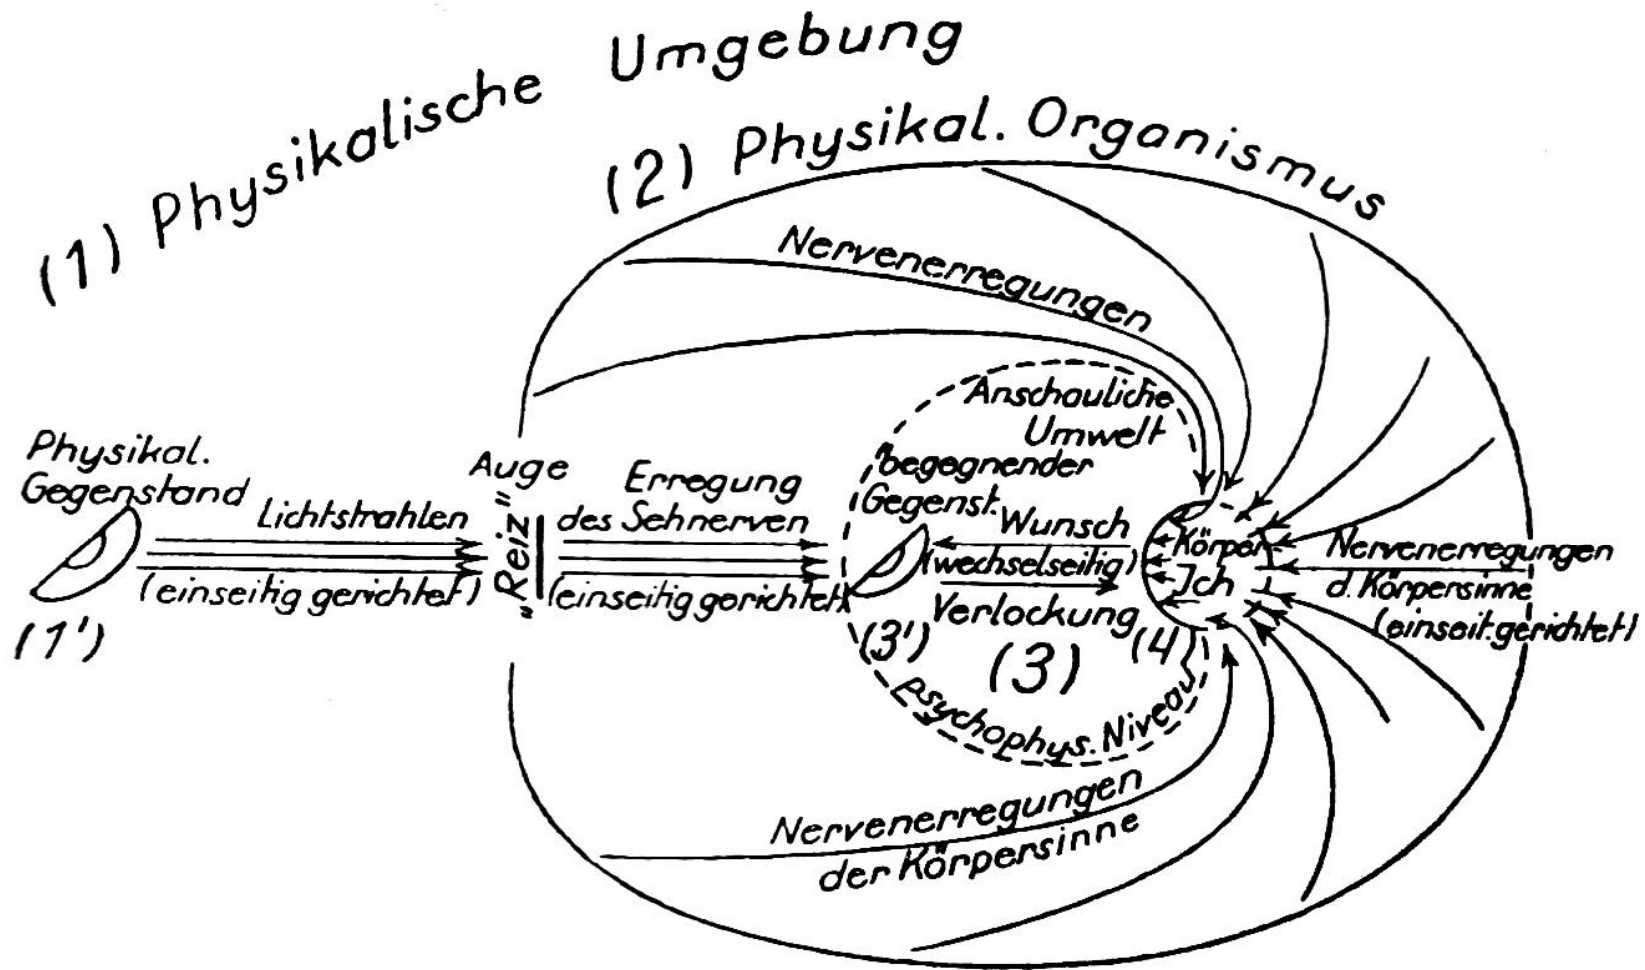 (1) Physikalische Umgebung
(2) Physikal. Organismus
Nervenerregungen
Physikal.
Gegenstand
(1')
Lichtstrahlen
(einseitig gerichtet)
Auge
„Reiz“
Erregung
des Sehnerven
(einseitig gerichtet)
Anschauliche
Umwelt
begegnender
Gegenst.
(3')
Wunsch
(wechselseitig)
Verlockung
(3)
(4)
Körper-
Ich
psychophys. Niveau
Nervenerregungen
d. Körpersinne
(einseit. gerichtet)
Nervenerregungen
der Körpersinne